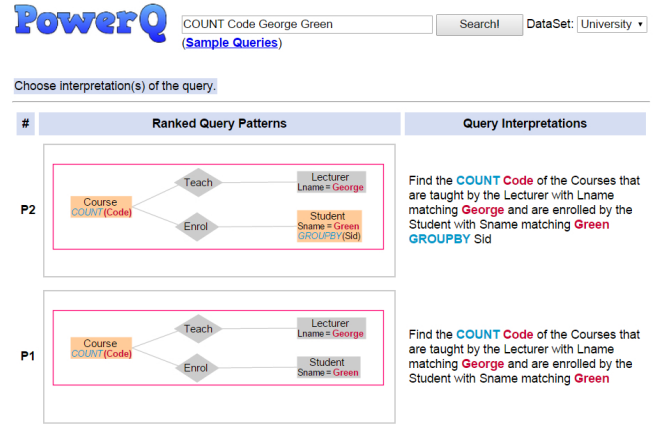 PowerQ
COUNT Code George Green
Search!
DataSet: University
(Sample Queries)
Choose interpretation(s) of the query.
# Ranked Query Patterns Query Interpretations
P2
Course
COUNT(Code)
Teach
Lecturer
Lname = George
Enrol
Student
Sname = Green
GROUPBY(Sid)
Find the COUNT Code of the Courses that
are taught by the Lecturer with Lname
matching George and are enrolled by the
Student with Sname matching Green
GROUPBY Sid
P1
Course
COUNT(Code)
Teach
Lecturer
Lname = George
Enrol
Student
Sname = Green
Find the COUNT Code of the Courses that
are taught by the Lecturer with Lname
matching George and are enrolled by the
Student with Sname matching Green